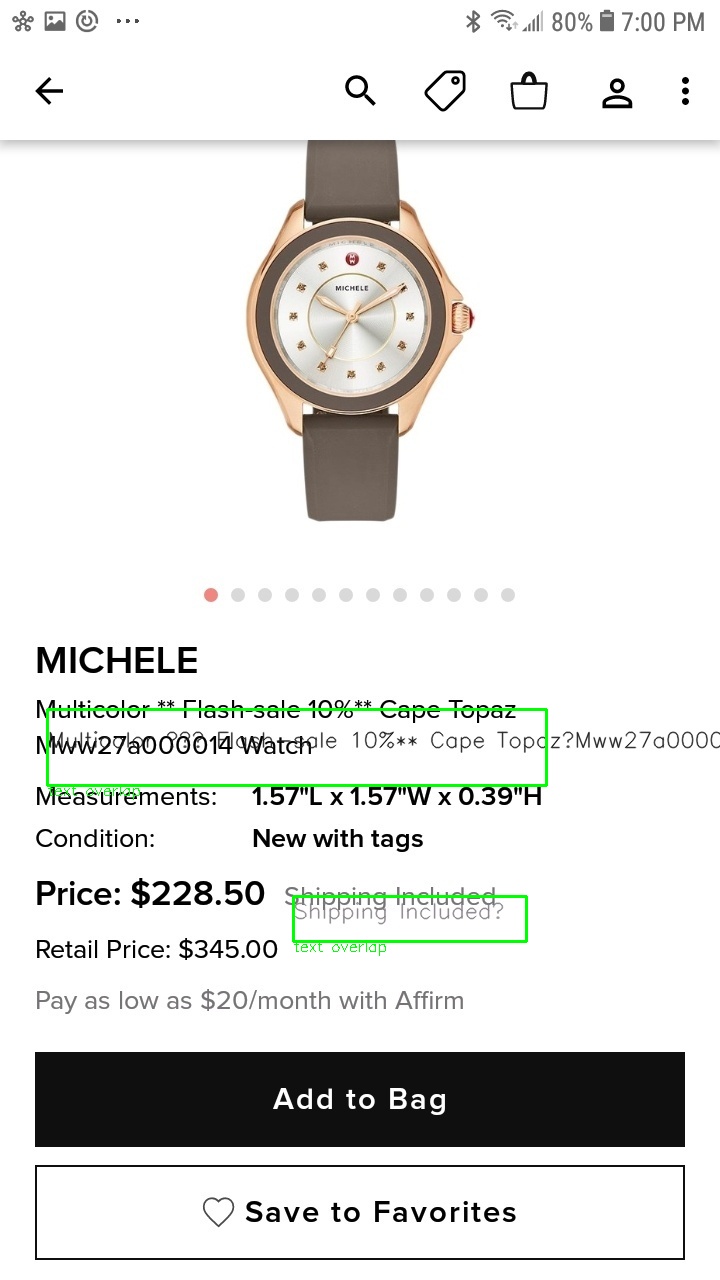 80% 7:00 PM
MICHELE
MICHELE
Multicolor ** Flash-sale 10%** Cape Topaz
Multicolor ??? Flash-sale 10%** Cape Topaz?Mww27a0000
Mww27a000014 Watch
text overlap
Measurements: 1.57"L x 1.57"W x 0.39"H
Condition: New with tags
Price: $228.50 Shipping Included
Shipping Included?
Retail Price: $345.00
text overlap
Pay as low as $20/month with Affirm
Add to Bag
Save to Favorites